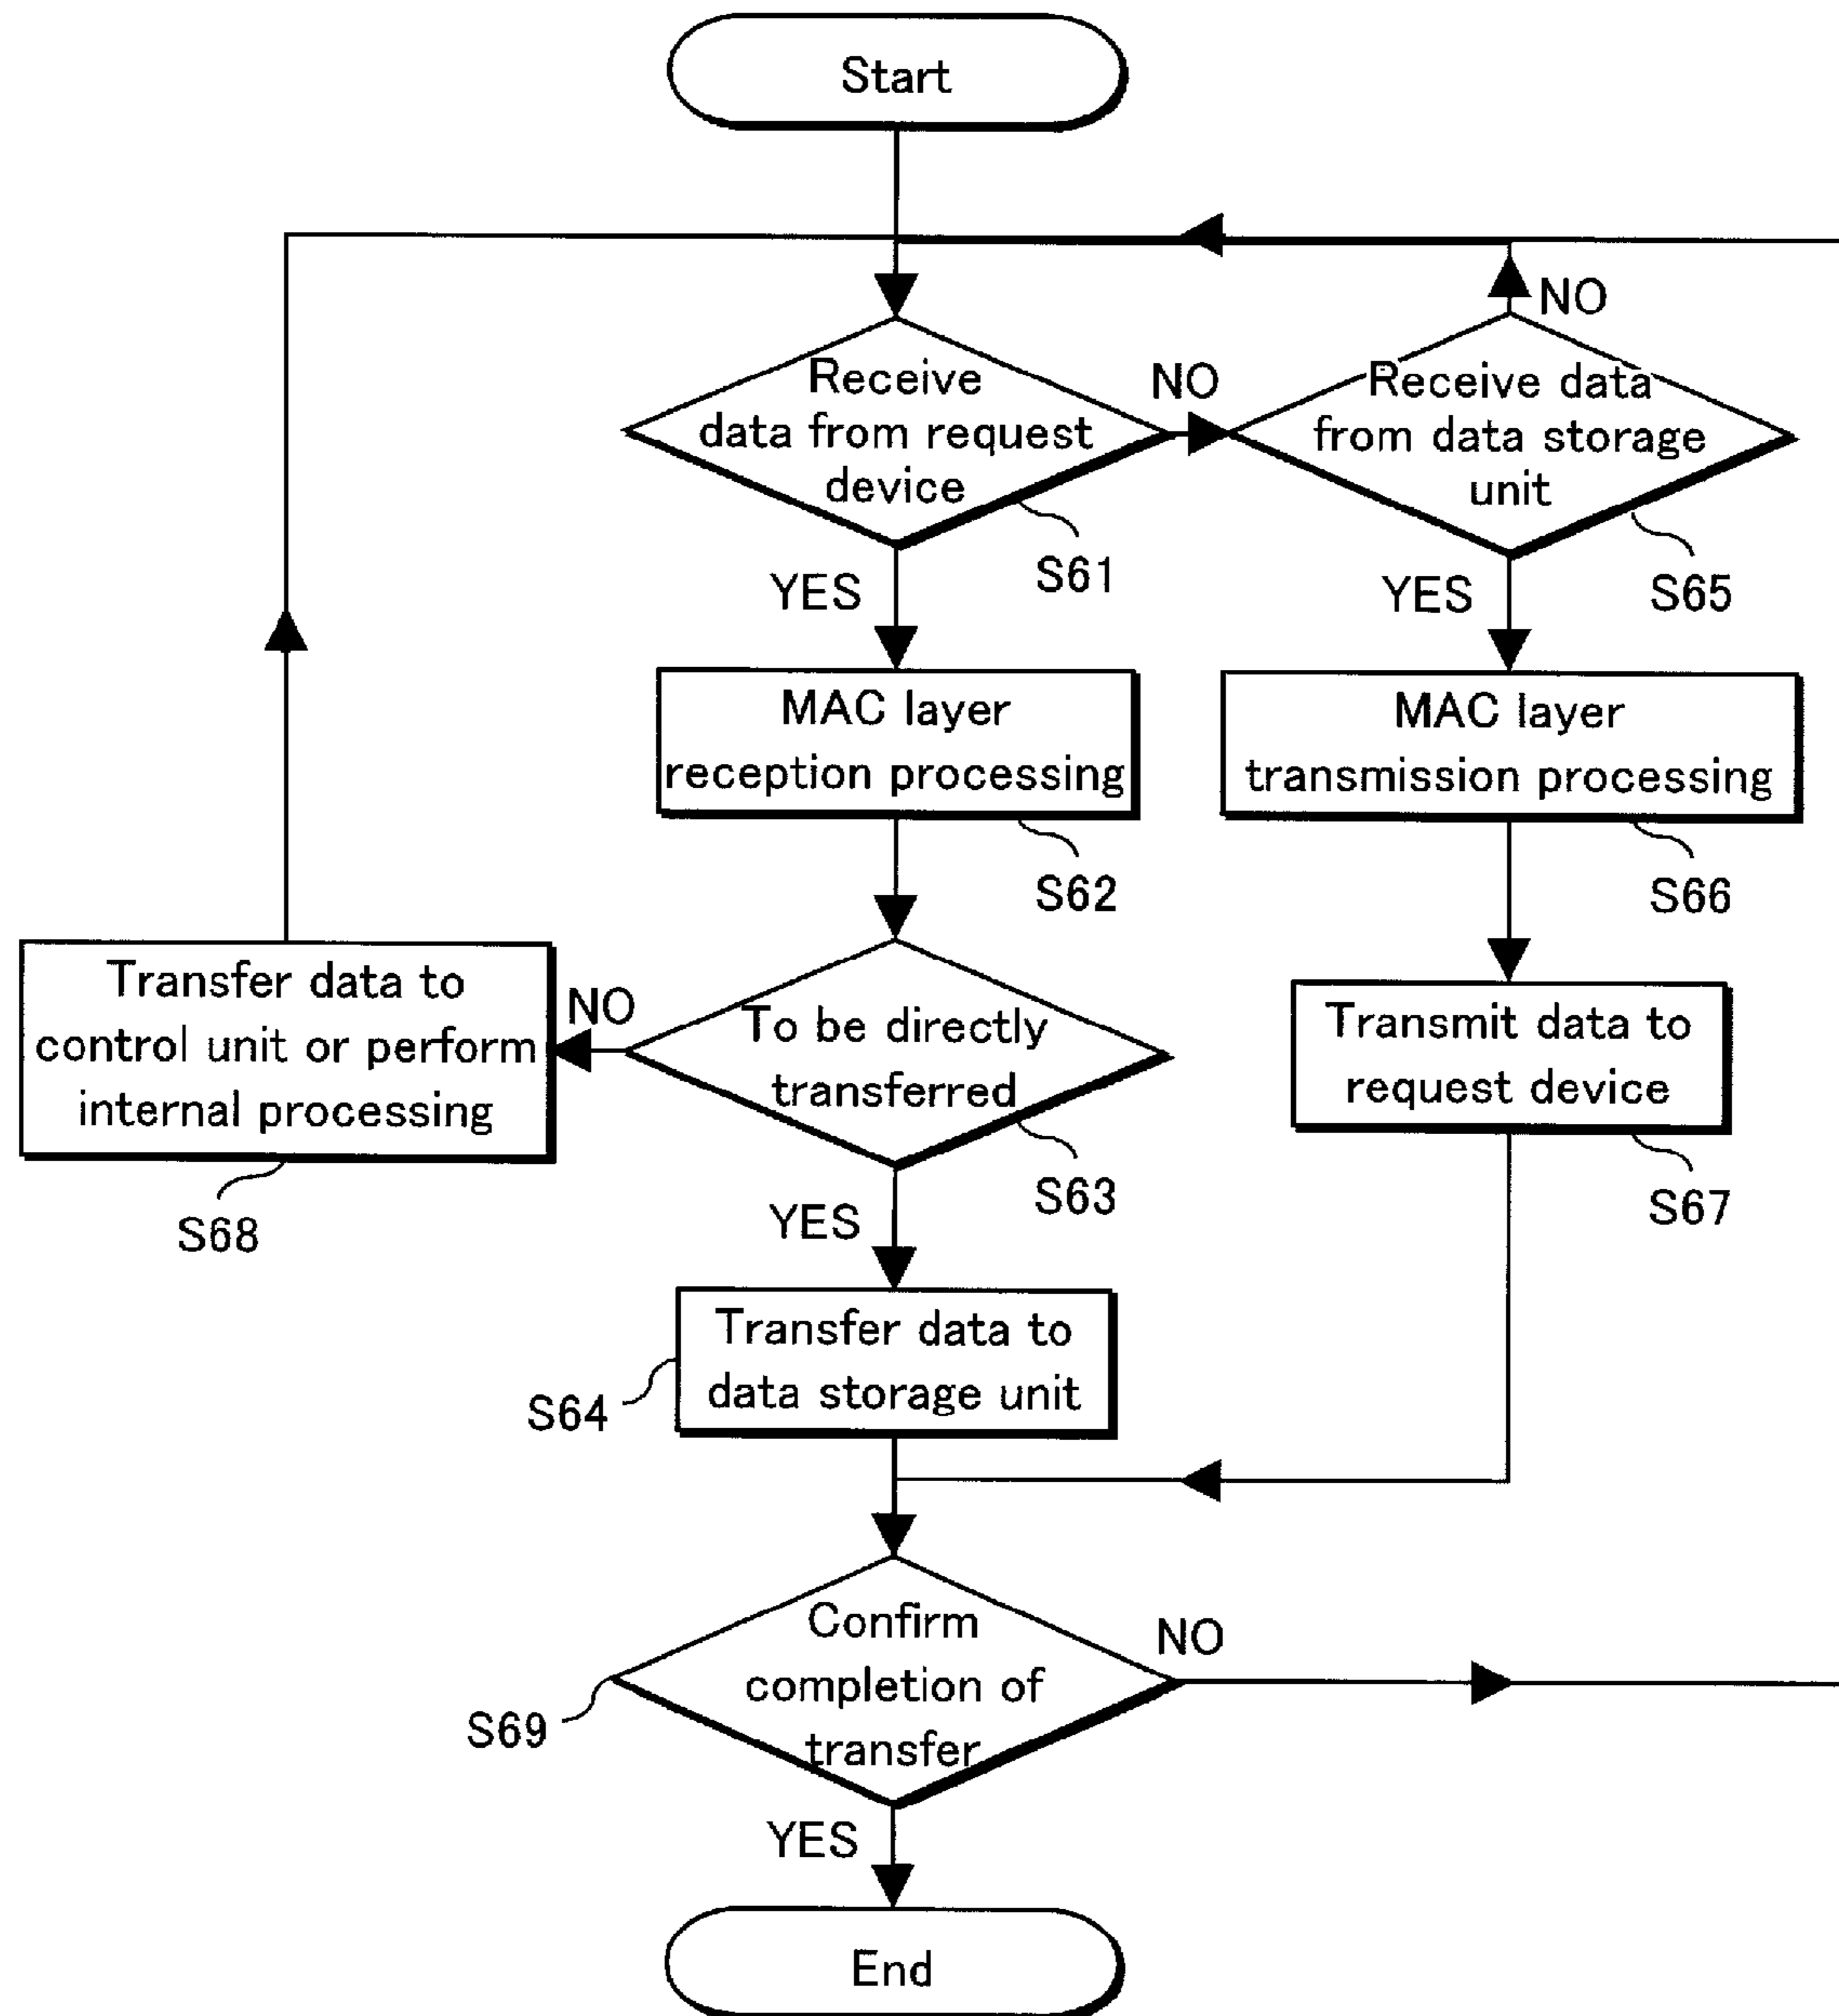 Start
NO
Receive
data from request
device
NO
Receive data
from data storage
unit
S61
S65
YES
YES
MAC layer
reception processing
MAC layer
transmission processing
S62
S66
Transfer data to
control unit or perform
internal processing
NO
To be directly
transferred
Transmit data to
request device
S68
S63
S67
YES
Transfer data to
data storage unit
S64
Confirm
completion of
transfer
NO
S69
YES
End